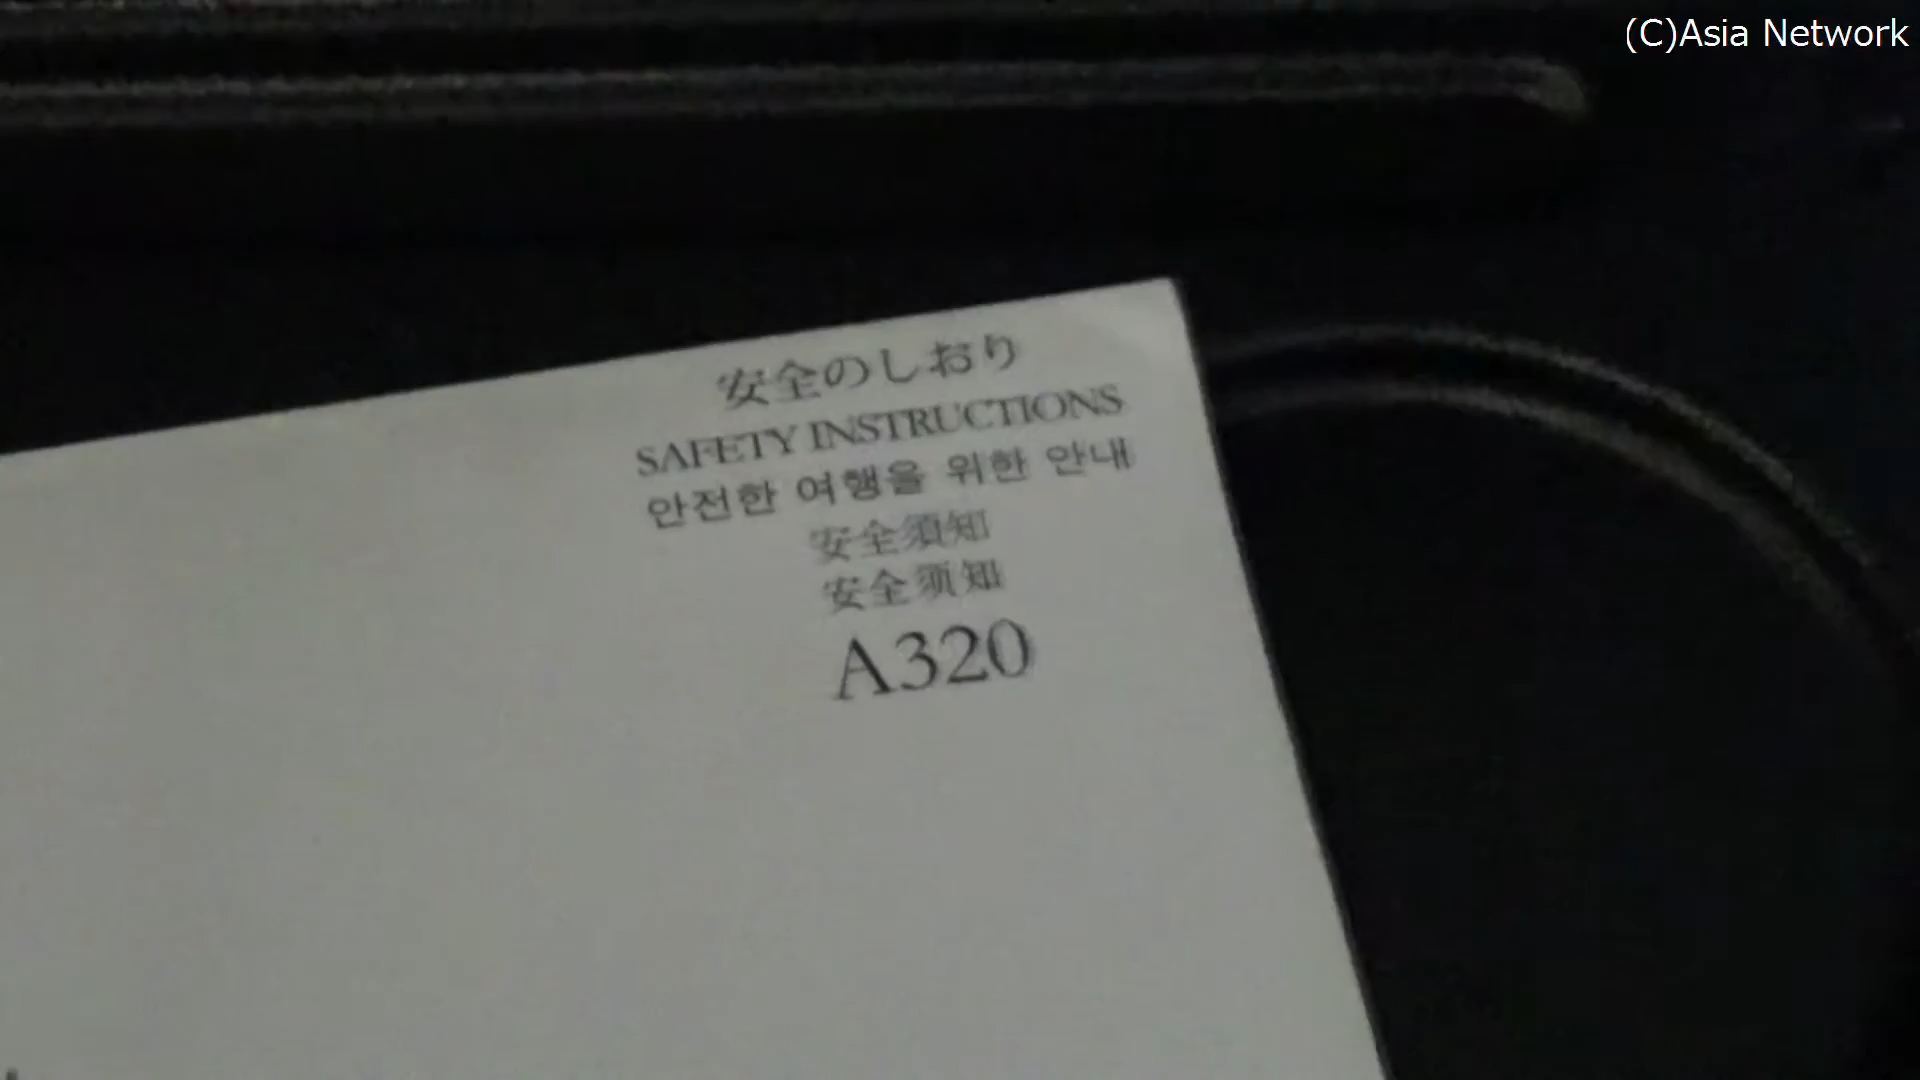 (C)Asia Network
安全のしおり
SAFETY INSTRUCTIONS
안전한 여행을 위한 안내
安全須知
安全须知
A320